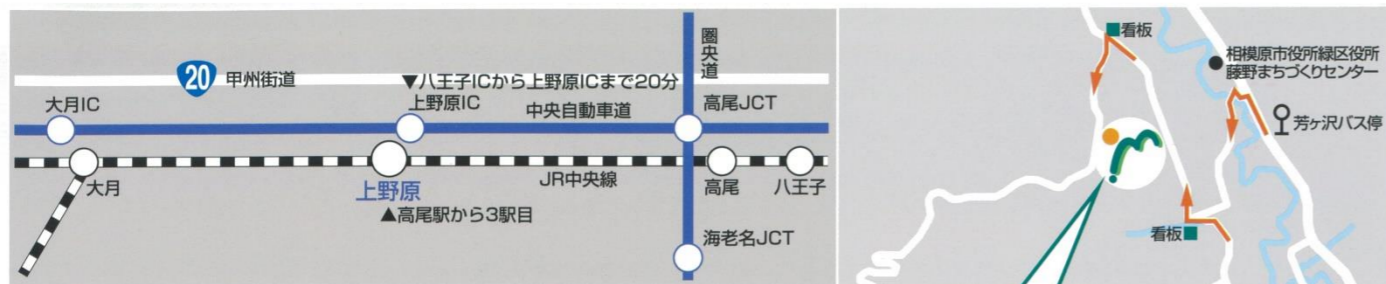 圏央道
20 甲州街道
▼八王子ICから上野原ICまで20分
大月IC
上野原IC
中央自動車道
高尾JCT
大月
上野原
JR中央線
高尾
八王子
▲高尾駅から3駅目
海老名JCT
看板
相模原市役所緑区役所
藤野まちづくりセンター
芳ヶ沢バス停
看板